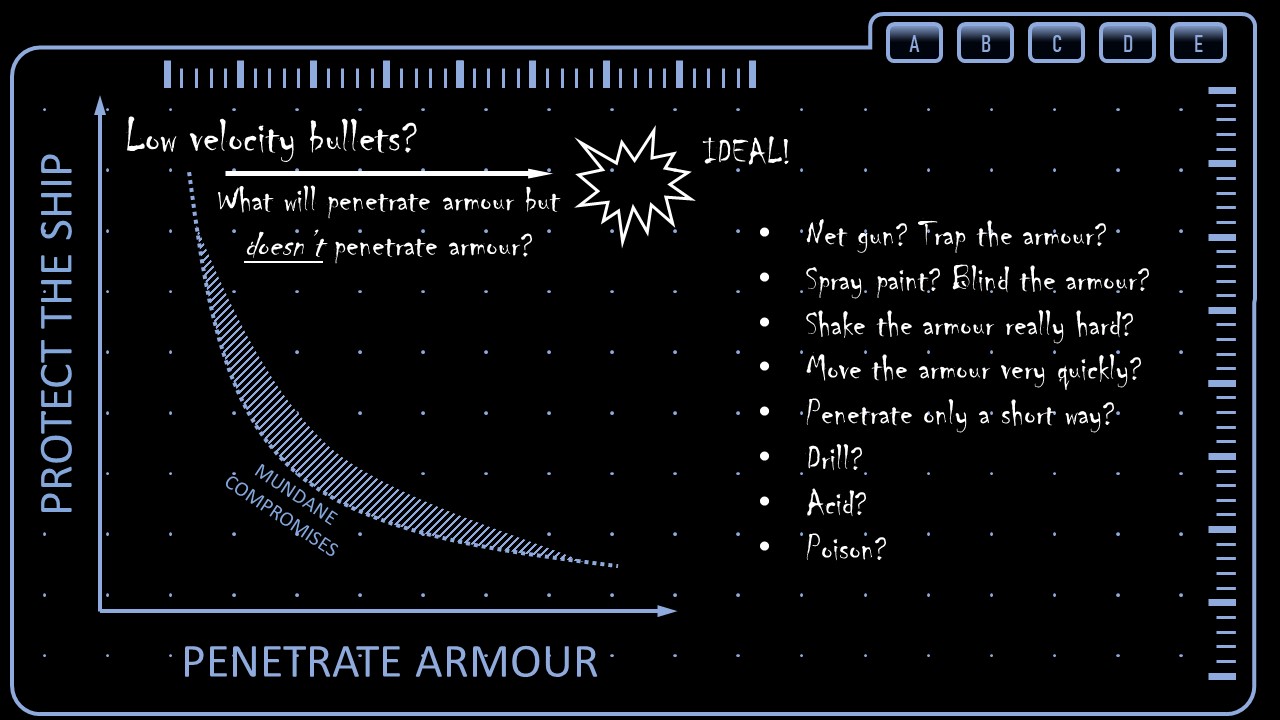 A B C D E
Low velocity bullets?
IDEAL!
What will penetrate armour but
doesn't penetrate armour?
PROTECT THE SHIP
MUNDANE
COMPROMISES
PENETRATE ARMOUR
• Net gun? Trap the armour?
• Spray paint? Blind the armour?
• Shake the armour really hard?
• Move the armour very quickly?
• Penetrate only a short way?
• Drill?
• Acid?
• Poison?